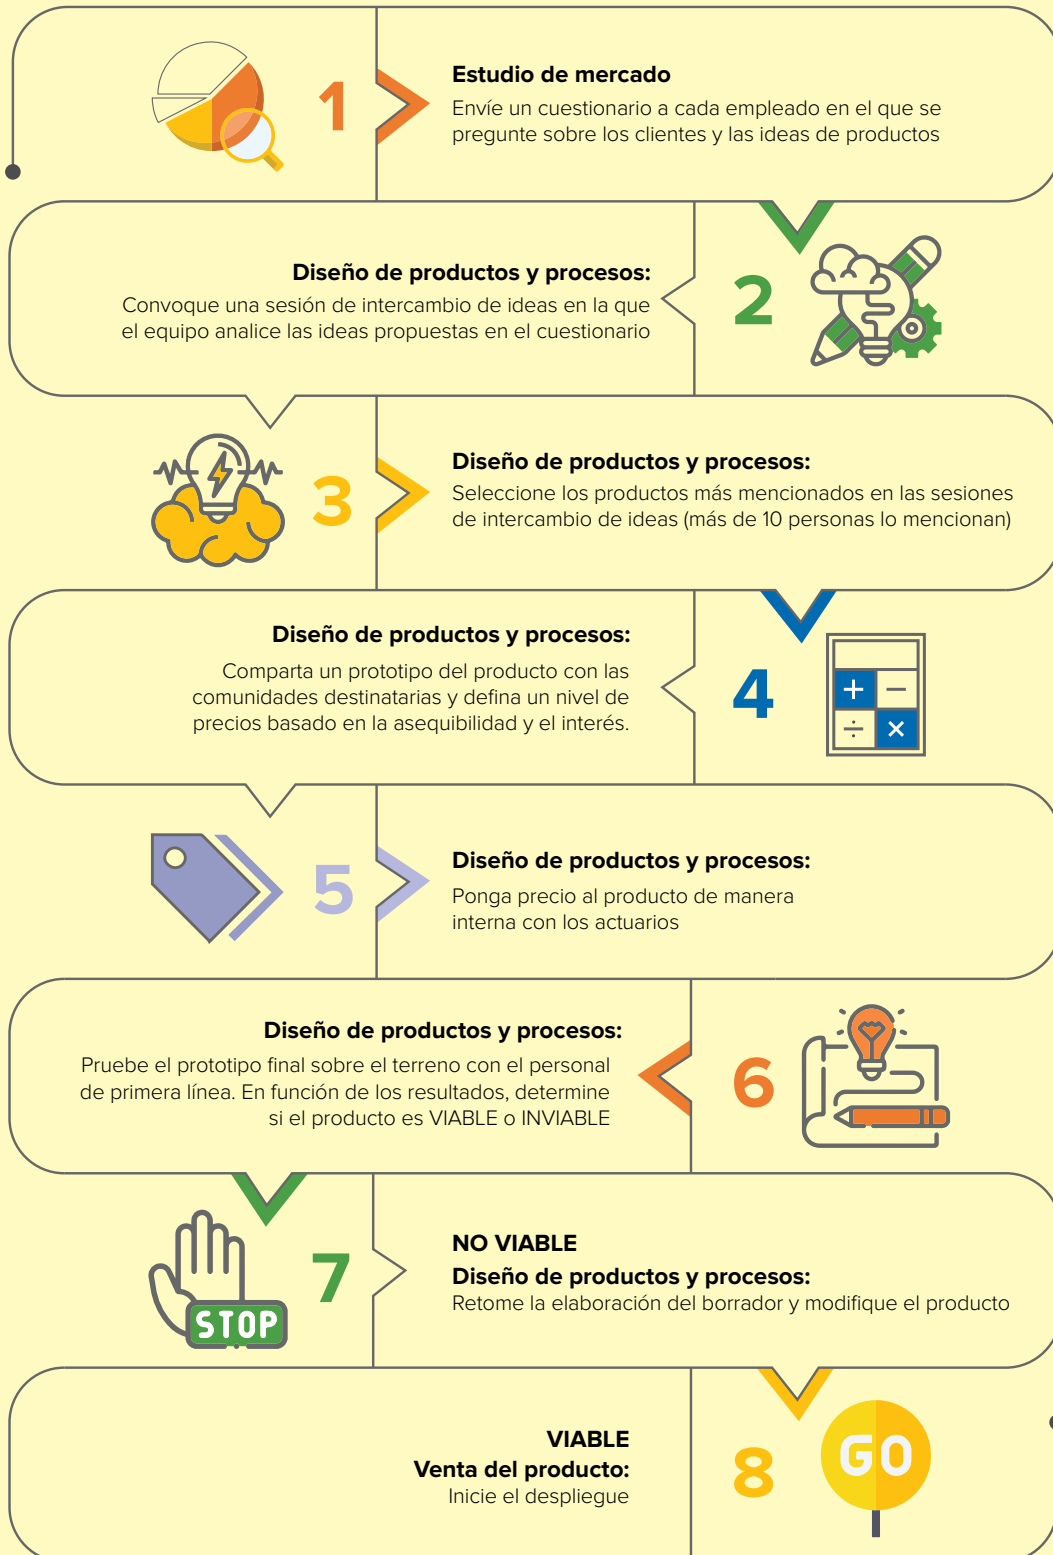 1
Estudio de mercado
Envíe un cuestionario a cada empleado en el que se
pregunte sobre los clientes y las ideas de productos
Diseño de productos y procesos:
Convoque una sesión de intercambio de ideas en la que
el equipo analice las ideas propuestas en el cuestionario
2
3
Diseño de productos y procesos:
Seleccione los productos más mencionados en las sesiones
de intercambio de ideas (más de 10 personas lo mencionan)
Diseño de productos y procesos:
Comparta un prototipo del producto con las
comunidades destinatarias y defina un nivel de
precios basado en la asequibilidad y el interés.
4
+ −
÷ ×
5
Diseño de productos y procesos:
Ponga precio al producto de manera
interna con los actuarios
Diseño de productos y procesos:
Pruebe el prototipo final sobre el terreno con el personal
de primera línea. En función de los resultados, determine
si el producto es VIABLE o INVIABLE
6
STOP
7
NO VIABLE
Diseño de productos y procesos:
Retome la elaboración del borrador y modifique el producto
VIABLE
Venta del producto:
Inicie el despliegue
8
GO